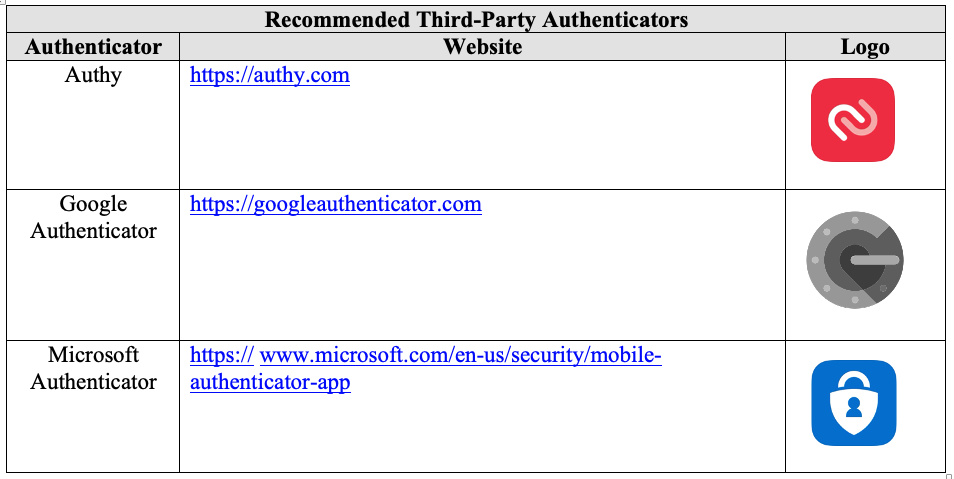 Recommended Third-Party Authenticators
Authenticator Website Logo
Authy https://authy.com
Google https://googleauthenticator.com
Authenticator
Microsoft https:// www.microsoft.com/en-us/security/mobile-
Authenticator authenticator-app